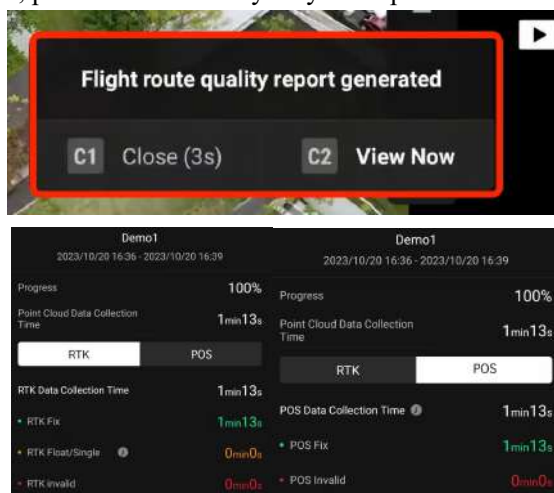 Flight route quality report generated
C1 Close (3s) C2 View Now
Demo1
2023/10/20 16:36 - 2023/10/20 16:39
Progress 100%
Point Cloud Data Collection
Time 1min13s
RTK POS
RTK Data Collection Time 1min13s
• RTK Fix 1min13s
• RTK Float/Single 0min0s
• RTK invalid 0min0s
Demo1
2023/10/20 16:36 - 2023/10/20 16:39
Progress 100%
Point Cloud Data Collection
Time 1min13s
RTK POS
POS Data Collection Time 1min13s
• POS Fix 1min13s
• POS Invalid 0min0s